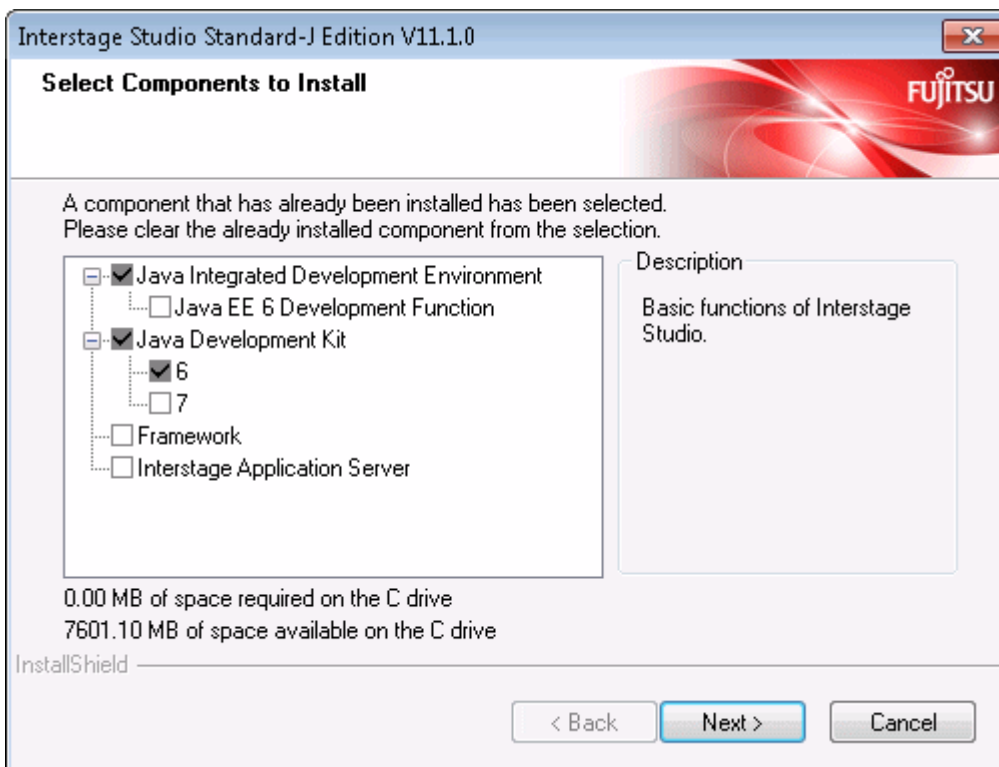 Interstage Studio Standard-J Edition V11.1.0
Select Components to Install
FUJITSU
A component that has already been installed has been selected.
Please clear the already installed component from the selection.
Java Integrated Development Environment
Java EE 6 Development Function
Java Development Kit
6
7
Framework
Interstage Application Server
Description
Basic functions of Interstage
Studio.
0.00 MB of space required on the C drive
7601.10 MB of space available on the C drive
InstallShield
< Back
Next >
Cancel